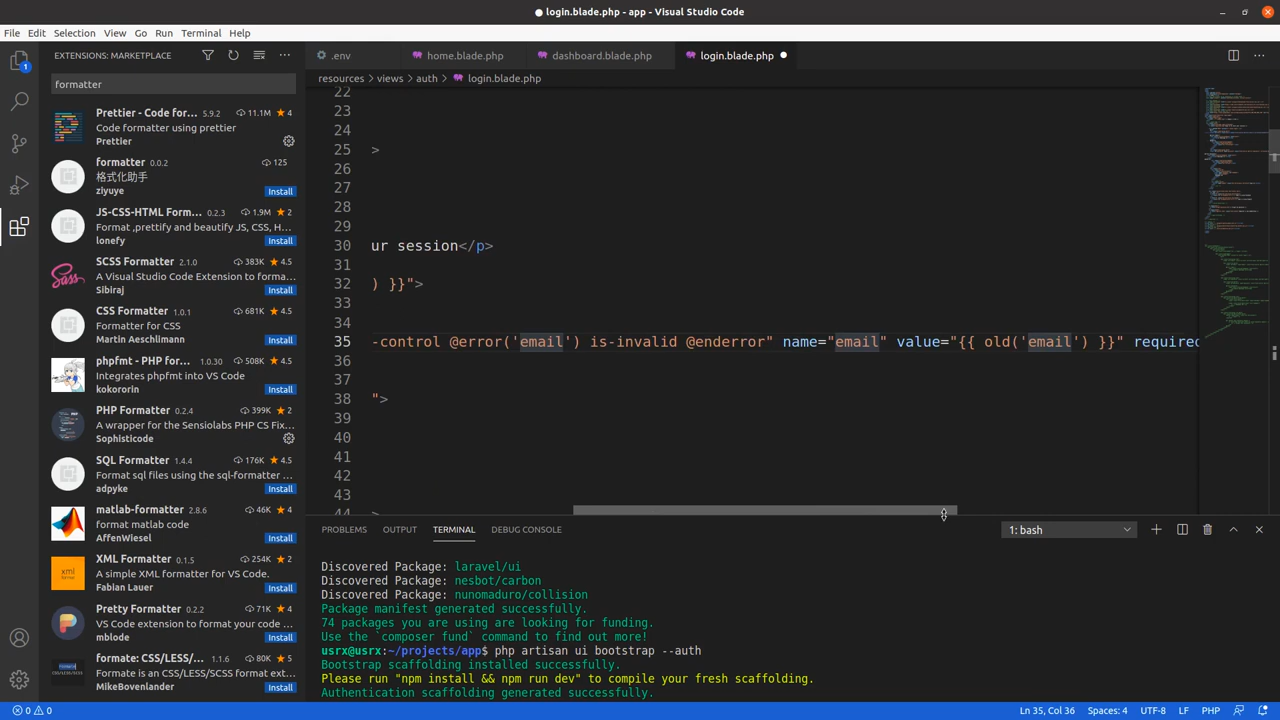 login.blade.php - app - Visual Studio Code
File Edit Selection View Go Run Terminal Help
EXTENSIONS: MARKETPLACE
formatter
Prettier - Code for... 5.9.2 11.1M 4
Code formatter using prettier
Prettier
formatter 0.0.2 125
格式化助手
ziyuye Install
JS-CSS-HTML Form... 0.2.3 1.9M 2
Format ,prettify and beautify JS, CSS, H...
lonefy Install
SCSS Formatter 2.1.0 383K 4.5
A Visual Studio Code Extension to forma...
Sibiraj Install
CSS Formatter 1.0.1 681K 4.5
Formatter for CSS
Martin Aeschlimann Install
phpfmt - PHP for... 1.0.30 508K 4.5
Integrates phpfmt into VS Code
kokororin Install
PHP Formatter 0.2.4 399K 2
A wrapper for the Sensiolabs PHP CS Fix...
Sophisticode
SQL Formatter 1.4.4 176K 4.5
Format sql files using the sql-formatter ...
adpyke Install
matlab-formatter 2.8.6 46K 4
format matlab code
AffenWiesel Install
XML Formatter 0.1.5 254K 2
A simple XML formatter for VS Code.
Fabian Lauer Install
Pretty Formatter 0.2.2 71K 4
VS Code extension to format your code ...
mblode Install
formate: CSS/LESS/... 1.1.6 80K 5
Formate is an CSS/LESS/SCSS format ext...
MikeBovenlander Install
.env home.blade.php dashboard.blade.php login.blade.php
resources > views > auth > login.blade.php
22
23
24
25 >
26
27
28
29
30 ur session</p>
31
32 ) }}">
33
34
35 -control @error('email') is-invalid @enderror" name="email" value="{{ old('email') }}" required
36
37
38 ">
39
40
41
42
43
44 >
PROBLEMS OUTPUT TERMINAL DEBUG CONSOLE 1: bash
Discovered Package: laravel/ui
Discovered Package: nesbot/carbon
Discovered Package: nunomaduro/collision
Package manifest generated successfully.
74 packages you are using are looking for funding.
Use the `composer fund` command to find out more!
usrx@usrx:~/projects/app$ php artisan ui bootstrap --auth
Bootstrap scaffolding installed successfully.
Please run "npm install && npm run dev" to compile your fresh scaffolding.
Authentication scaffolding generated successfully.
1
0 0 Ln 35, Col 36 Spaces: 4 UTF-8 LF PHP